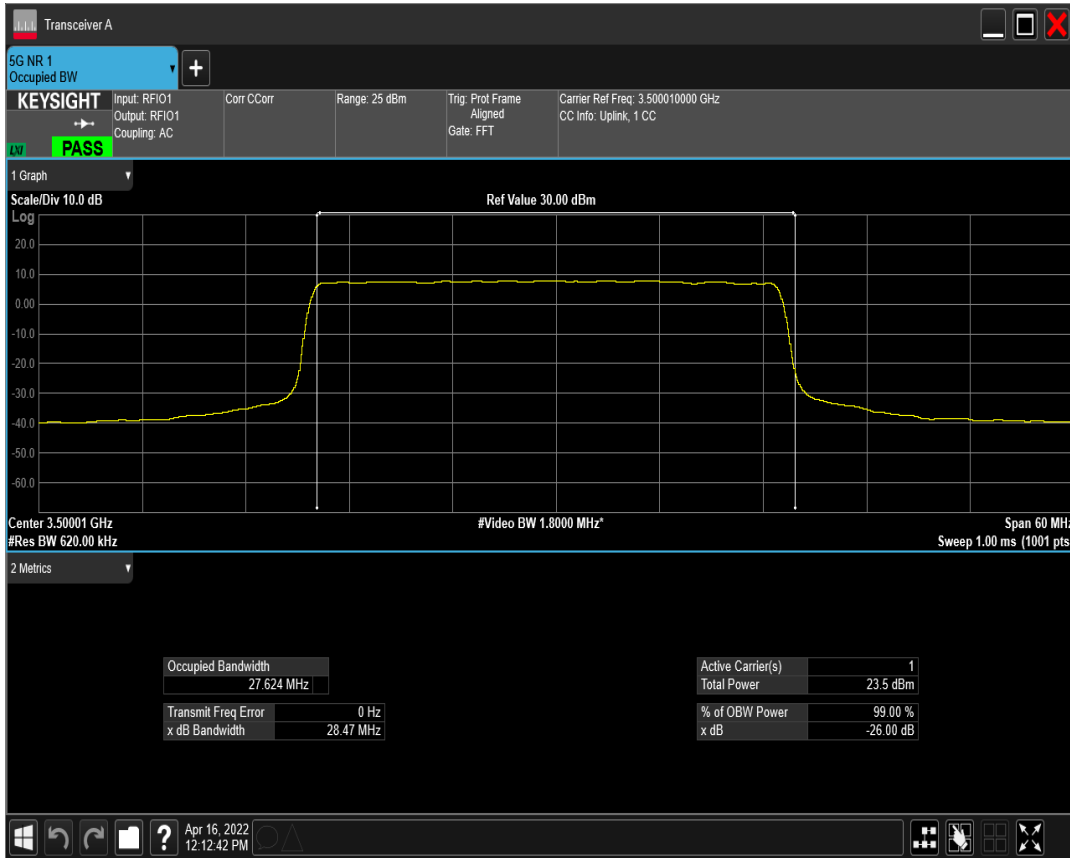 Transceiver A
5G NR 1
Occupied BW
KEYSIGHT
LXI
PASS
Input: RFIO1
Output: RFIO1
Coupling: AC
Corr CCorr
Range: 25 dBm
Trig: Prot Frame
Aligned
Gate: FFT
Carrier Ref Freq: 3.500010000 GHz
CC Info: Uplink, 1 CC
1 Graph
Scale/Div 10.0 dB
Ref Value 30.00 dBm
Log
20.0
10.0
0.00
-10.0
-20.0
-30.0
-40.0
-50.0
-60.0
Center 3.50001 GHz
#Video BW 1.8000 MHz*
Span 60 MHz
#Res BW 620.00 kHz
Sweep 1.00 ms (1001 pts
2 Metrics
Occupied Bandwidth
27.624 MHz
Transmit Freq Error 0 Hz
x dB Bandwidth 28.47 MHz
Active Carrier(s) 1
Total Power 23.5 dBm
% of OBW Power 99.00 %
x dB -26.00 dB
?
Apr 16, 2022
12:12:42 PM